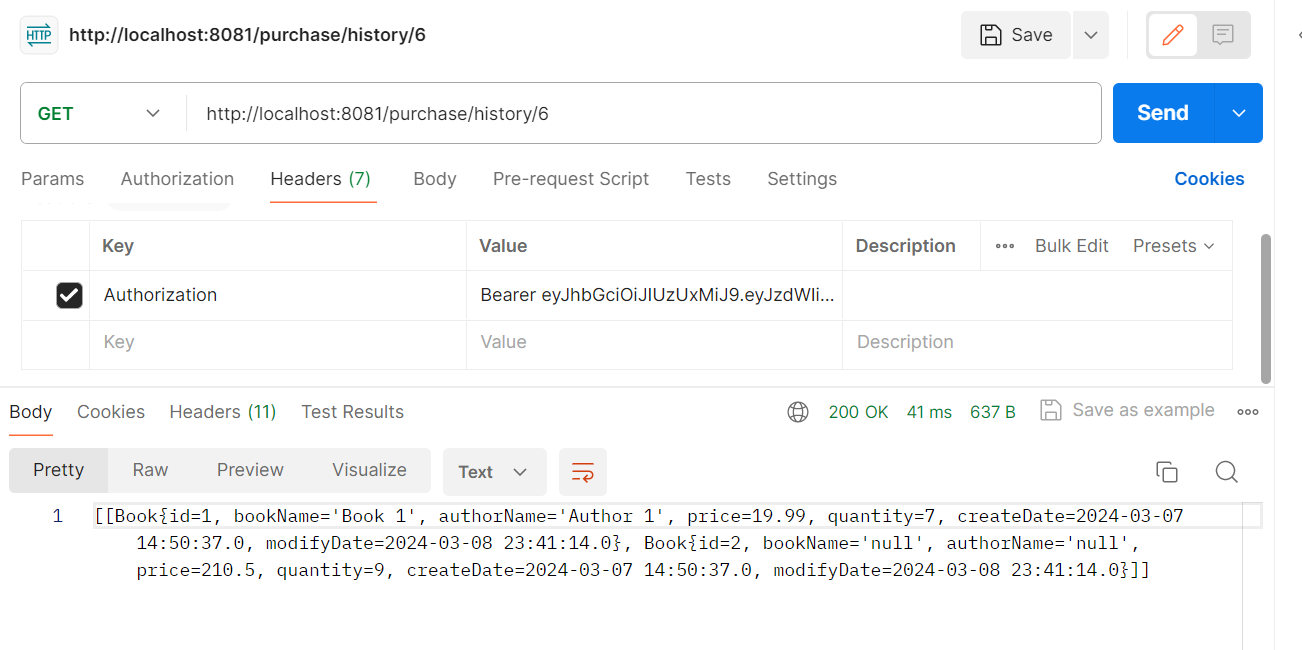 HTTP http://localhost:8081/purchase/history/6 Save
GET http://localhost:8081/purchase/history/6 Send
Params Authorization Headers (7) Body Pre-request Script Tests Settings Cookies
Key Value Description Bulk Edit Presets
Authorization Bearer eyJhbGciOiJIUzUxMiJ9.eyJzdWIi...
Key Value Description
Body Cookies Headers (11) Test Results 200 OK 41 ms 637 B Save as example
Pretty Raw Preview Visualize Text
1 [[Book{id=1, bookName='Book 1', authorName='Author 1', price=19.99, quantity=7, createDate=2024-03-07
14:50:37.0, modifyDate=2024-03-08 23:41:14.0}, Book{id=2, bookName='null', authorName='null',
price=210.5, quantity=9, createDate=2024-03-07 14:50:37.0, modifyDate=2024-03-08 23:41:14.0}]]